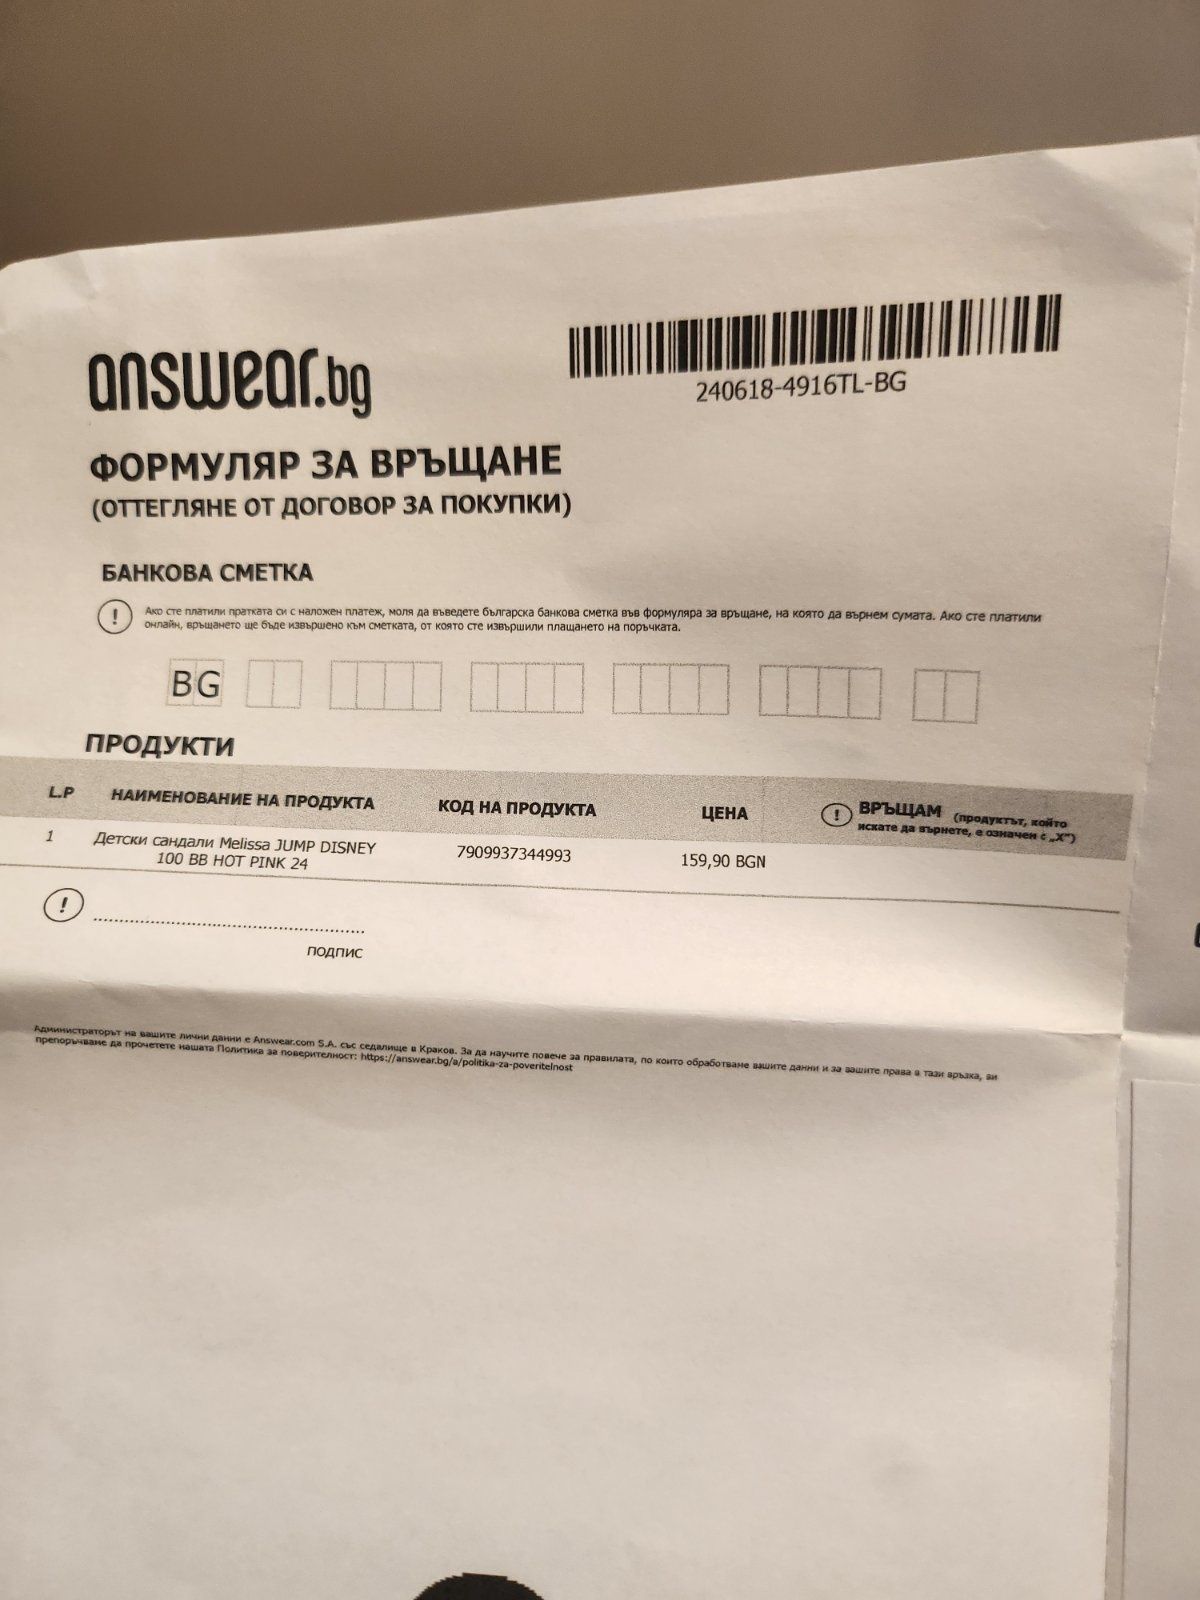 answear.bg
240618-4916TL-BG
ФОРМУЛЯР ЗА ВРЪЩАНЕ
(ОТТЕГЛЯНЕ ОТ ДОГОВОР ЗА ПОКУПКИ)
БАНКОВА СМЕТКА
! Ако сте платили пратката си с наложен платеж, моля да въведете българска банкова сметка във формуляра за връщане, на която да върнем сумата. Ако сте платили
онлайн, връщането ще бъде извършено към сметката, от която сте извършили плащането на поръчката.
BG
ПРОДУКТИ
L.P НАИМЕНОВАНИЕ НА ПРОДУКТА КОД НА ПРОДУКТА ЦЕНА ! ВРЪЩАМ (продуктът, който
искате да върнете, е означен с „X")
1 Детски сандали Melissa JUMP DISNEY 7909937344993 159,90 BGN
100 BB HOT PINK 24
!
ПОДПИС
Администраторът на вашите лични данни е Answear.com S.A. със седалище в Краков. За да научите повече за правилата, по които обработваме вашите данни и за вашите права в тази връзка, ви
препоръчваме да прочетете нашата Политика за поверителност: https://answear.bg/a/politika-za-poveritelnost